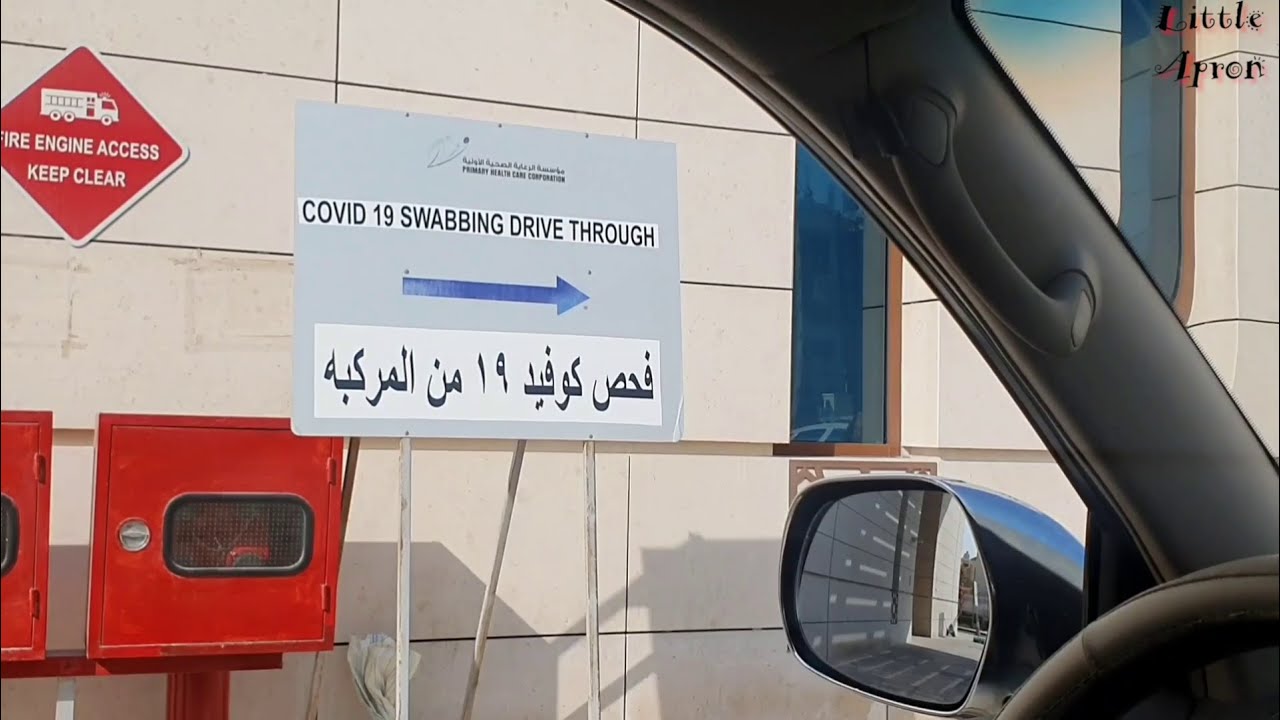 Little
Apron
FIRE ENGINE ACCESS
KEEP CLEAR
مؤسسة الرعاية الصحية الأولية
PRIMARY HEALTH CARE CORPORATION
COVID 19 SWABBING DRIVE THROUGH
فحص كوفيد ١٩ من المركبه